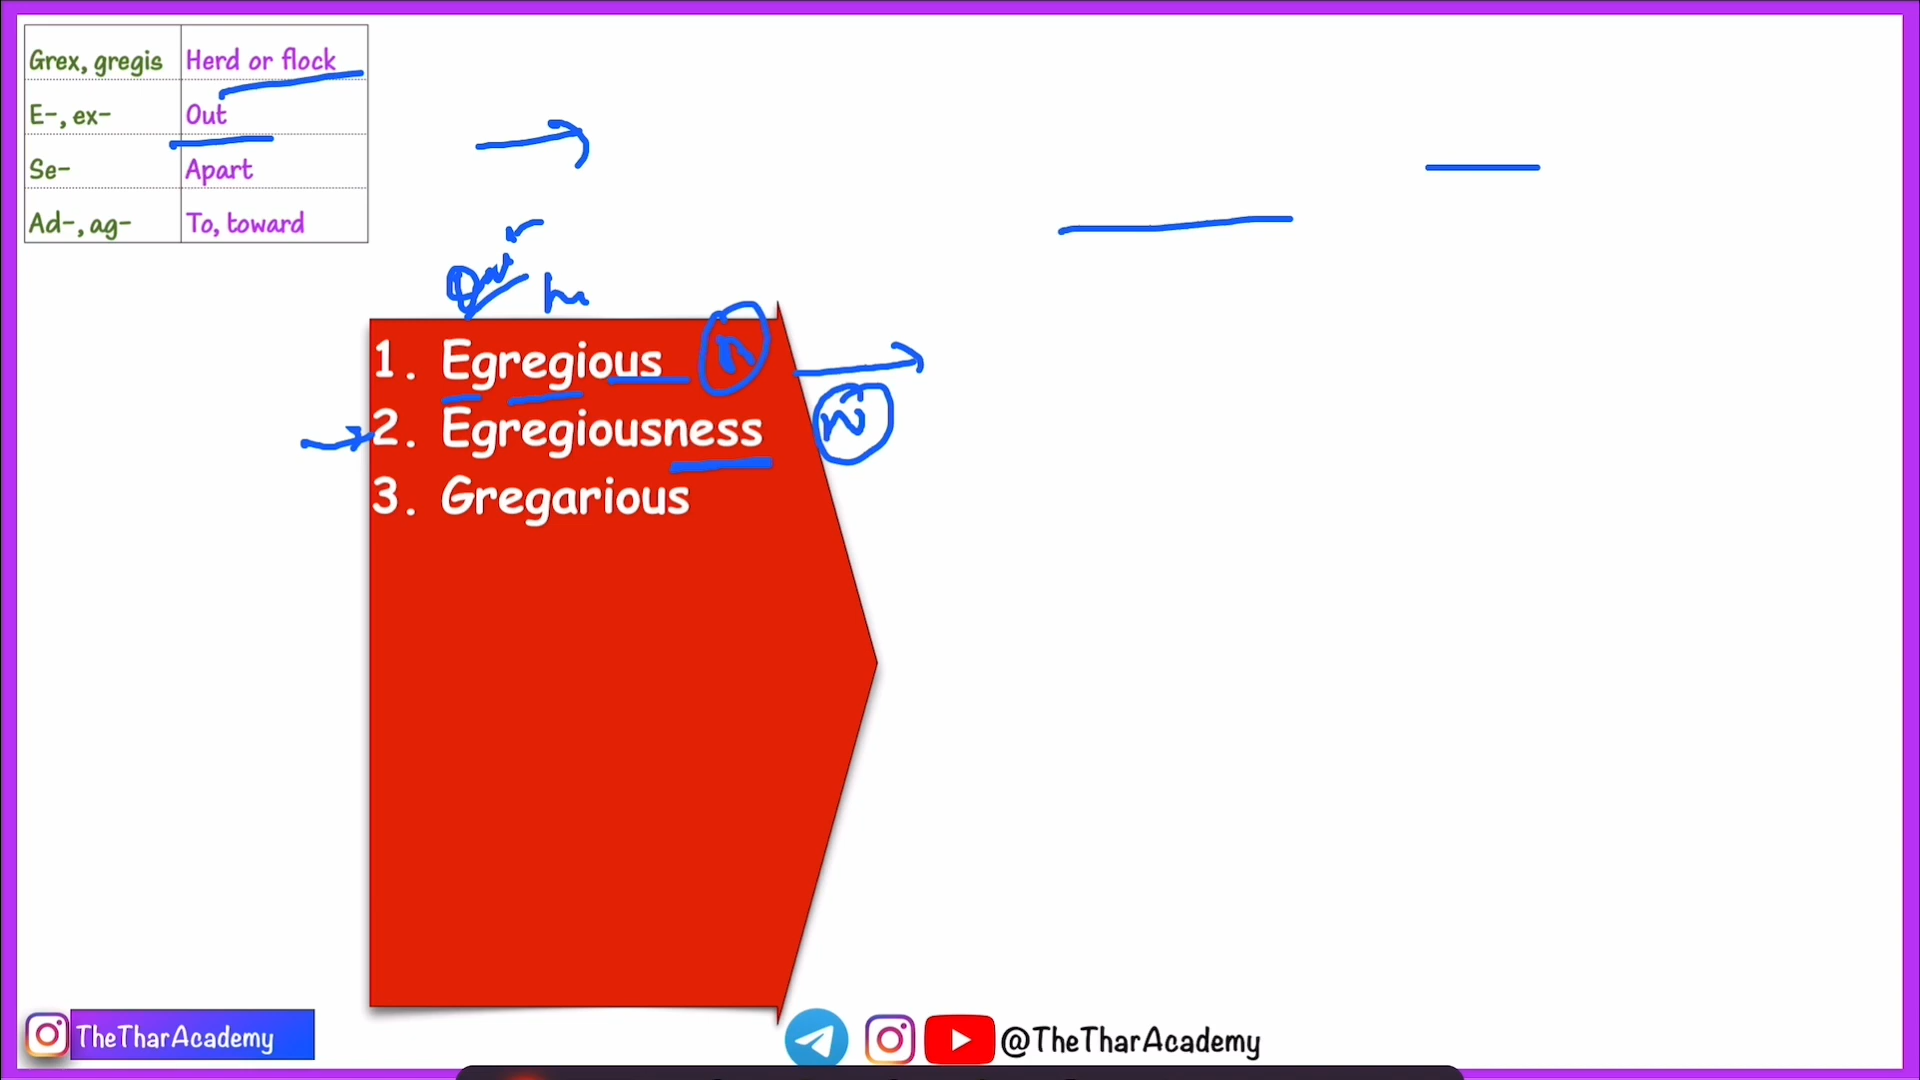 Grex, gregis Herd or flock
E-, ex- Out
Se- Apart
Ad-, ag- To, toward
1. Egregious
2. Egregiousness
3. Gregarious
TheTharAcademy
@TheTharAcademy